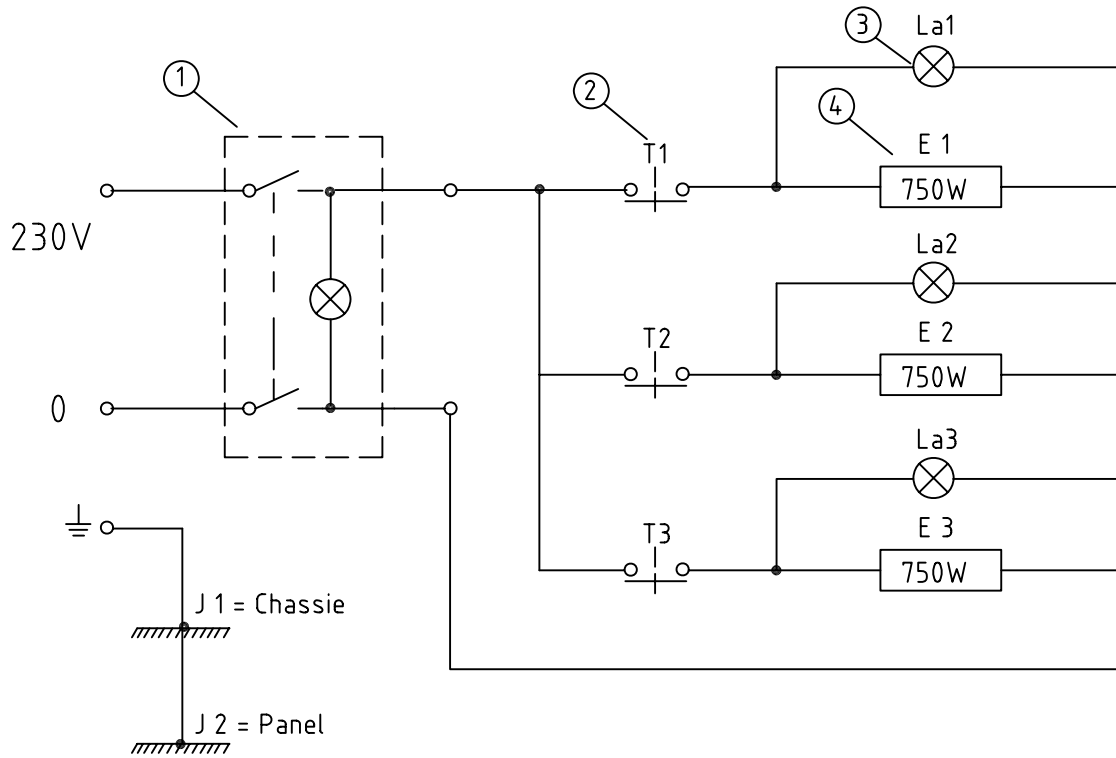 3 La1
1
2
4
T1
E 1
750W
230V
La2
T2
E 2
750W
0
La3
T3
E 3
750W
J 1 = Chassie
J 2 = Panel